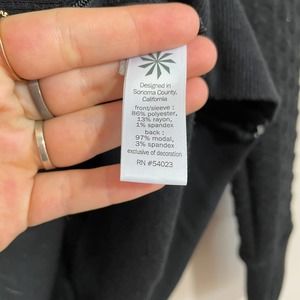 Designed in
Sonoma County,
California
front/sleeve :
86% polyester,
13% rayon,
1% spandex
back :
97% modal,
3% spandex
exclusive of decoration
RN #54023